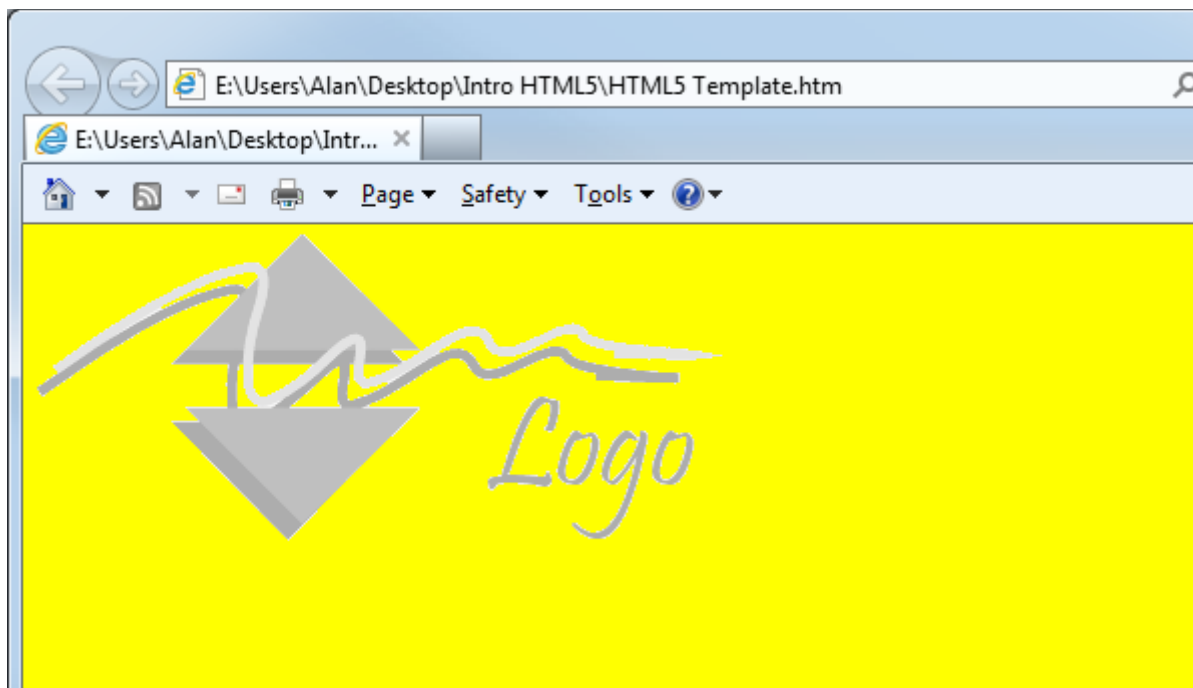 E:\Users\Alan\Desktop\Intro HTML5\HTML5 Template.htm
E:\Users\Alan\Desktop\Intr...
Page Safety Tools
Logo